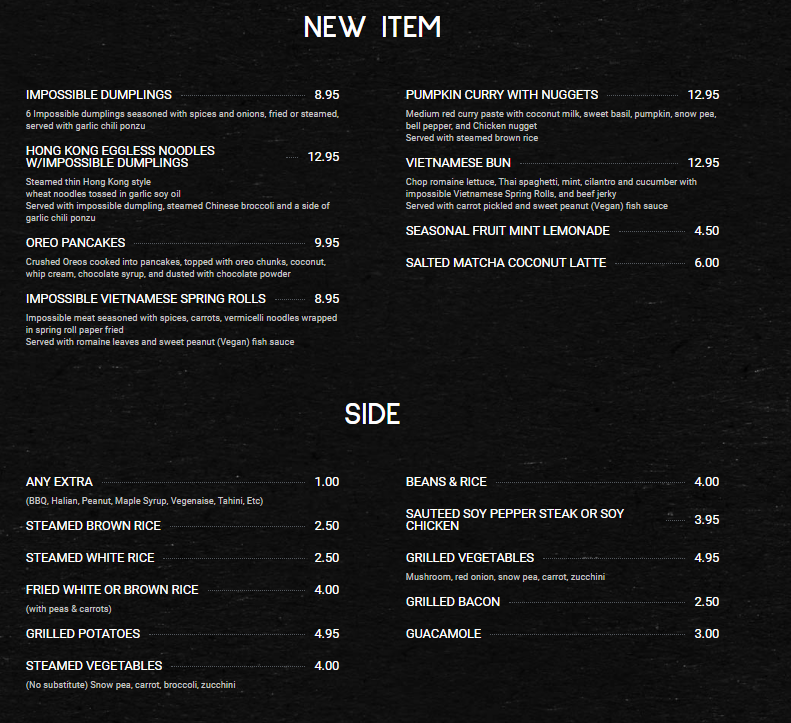 NEW ITEM
IMPOSSIBLE DUMPLINGS 8.95
6 Impossible dumplings seasoned with spices and onions, fried or steamed,
served with garlic chili ponzu
HONG KONG EGGLESS NOODLES
W/IMPOSSIBLE DUMPLINGS 12.95
Steamed thin Hong Kong style
wheat noodles tossed in garlic soy oil
Served with impossible dumpling, steamed Chinese broccoli and a side of
garlic chili ponzu
OREO PANCAKES 9.95
Crushed Oreos cooked into pancakes, topped with oreo chunks, coconut,
whip cream, chocolate syrup, and dusted with chocolate powder
IMPOSSIBLE VIETNAMESE SPRING ROLLS 8.95
Impossible meat seasoned with spices, carrots, vermicelli noodles wrapped
in spring roll paper fried
Served with romaine leaves and sweet peanut (Vegan) fish sauce
PUMPKIN CURRY WITH NUGGETS 12.95
Medium red curry paste with coconut milk, sweet basil, pumpkin, snow pea,
bell pepper, and Chicken nugget
Served with steamed brown rice
VIETNAMESE BUN 12.95
Chop romaine lettuce, Thai spaghetti, mint, cilantro and cucumber with
impossible Vietnamese Spring Rolls, and beef jerky
Served with carrot pickled and sweet peanut (Vegan) fish sauce
SEASONAL FRUIT MINT LEMONADE 4.50
SALTED MATCHA COCONUT LATTE 6.00
SIDE
ANY EXTRA 1.00
(BBQ, Halian, Peanut, Maple Syrup, Vegenaise, Tahini, Etc)
STEAMED BROWN RICE 2.50
STEAMED WHITE RICE 2.50
FRIED WHITE OR BROWN RICE 4.00
(with peas & carrots)
GRILLED POTATOES 4.95
STEAMED VEGETABLES 4.00
(No substitute) Snow pea, carrot, broccoli, zucchini
BEANS & RICE 4.00
SAUTEED SOY PEPPER STEAK OR SOY
CHICKEN 3.95
GRILLED VEGETABLES 4.95
Mushroom, red onion, snow pea, carrot, zucchini
GRILLED BACON 2.50
GUACAMOLE 3.00